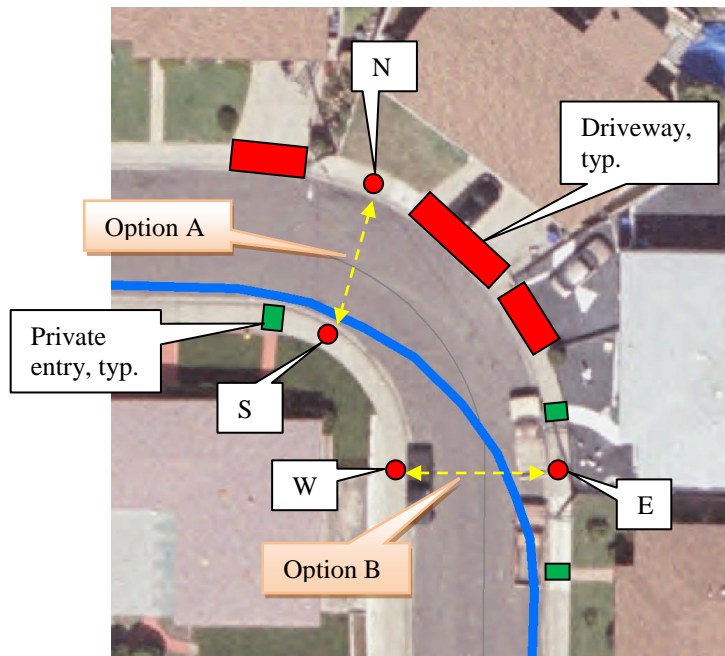 N
Driveway,
typ.
Option A
Private
entry, typ.
S
W
E
Option B